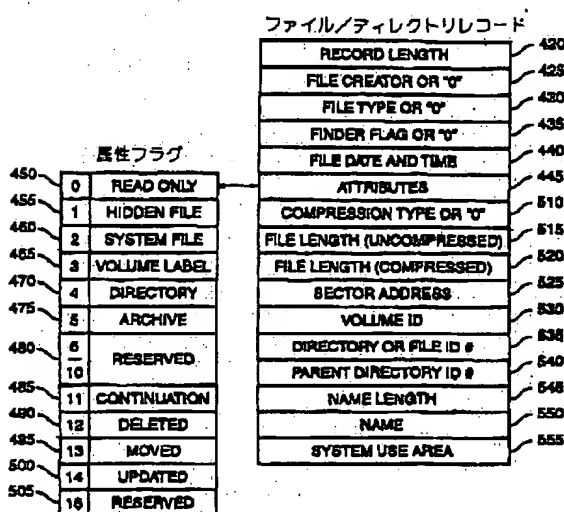 ファイル/ディレクトリレコード
RECORD LENGTH 420
FILE CREATOR OR "0" 425
FILE TYPE OR "0" 430
FINDER FLAG OR "0" 435
FILE DATE AND TIME 440
ATTRIBUTES 445
COMPRESSION TYPE OR "0" 510
FILE LENGTH (UNCOMPRESSED) 515
FILE LENGTH (COMPRESSED) 520
SECTOR ADDRESS 525
VOLUME ID 530
DIRECTORY OR FILE ID # 535
PARENT DIRECTORY ID # 540
NAME LENGTH 545
NAME 550
SYSTEM USE AREA 555
属性フラグ
450 0 READ ONLY
455 1 HIDDEN FILE
460 2 SYSTEM FILE
465 3 VOLUME LABEL
470 4 DIRECTORY
475 5 ARCHIVE
480 6 — 10 RESERVED
485 11 CONTINUATION
490 12 DELETED
495 13 MOVED
500 14 UPDATED
505 15 RESERVED